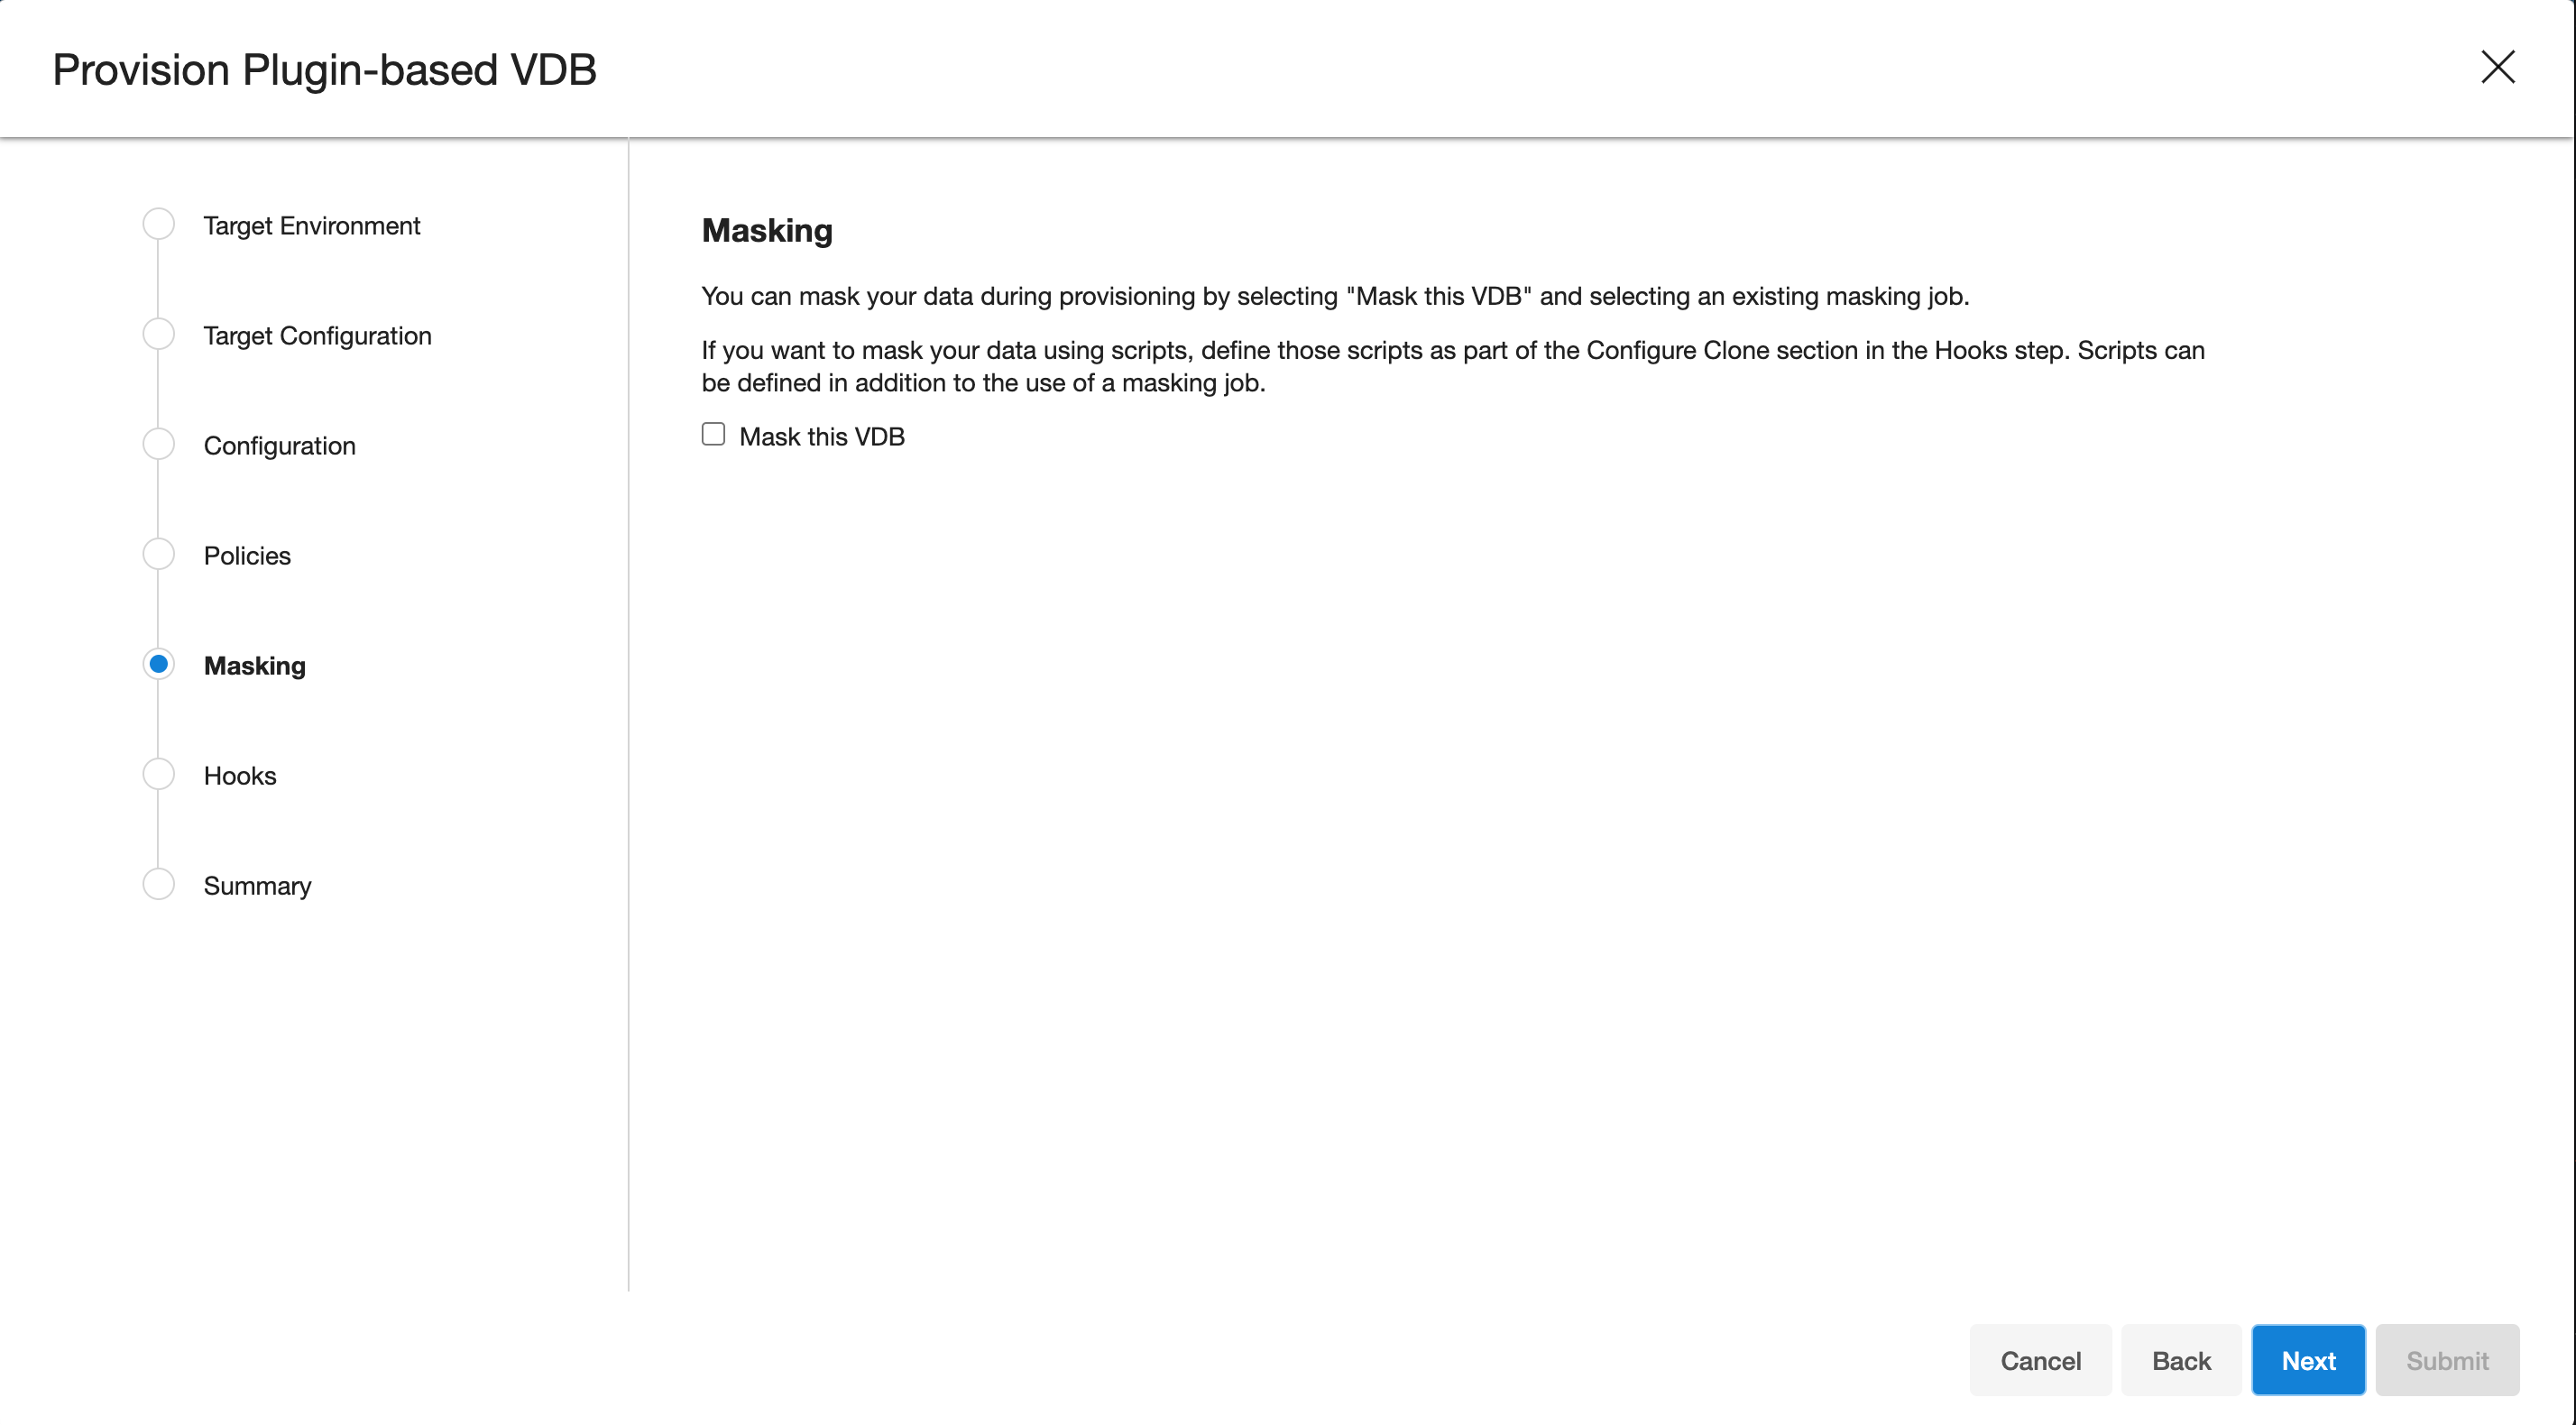 Provision Plugin-based VDB
Target Environment
Target Configuration
Configuration
Policies
Masking
Hooks
Summary
Masking
You can mask your data during provisioning by selecting "Mask this VDB" and selecting an existing masking job.
If you want to mask your data using scripts, define those scripts as part of the Configure Clone section in the Hooks step. Scripts can
be defined in addition to the use of a masking job.
Mask this VDB
Cancel
Back
Next
Submit